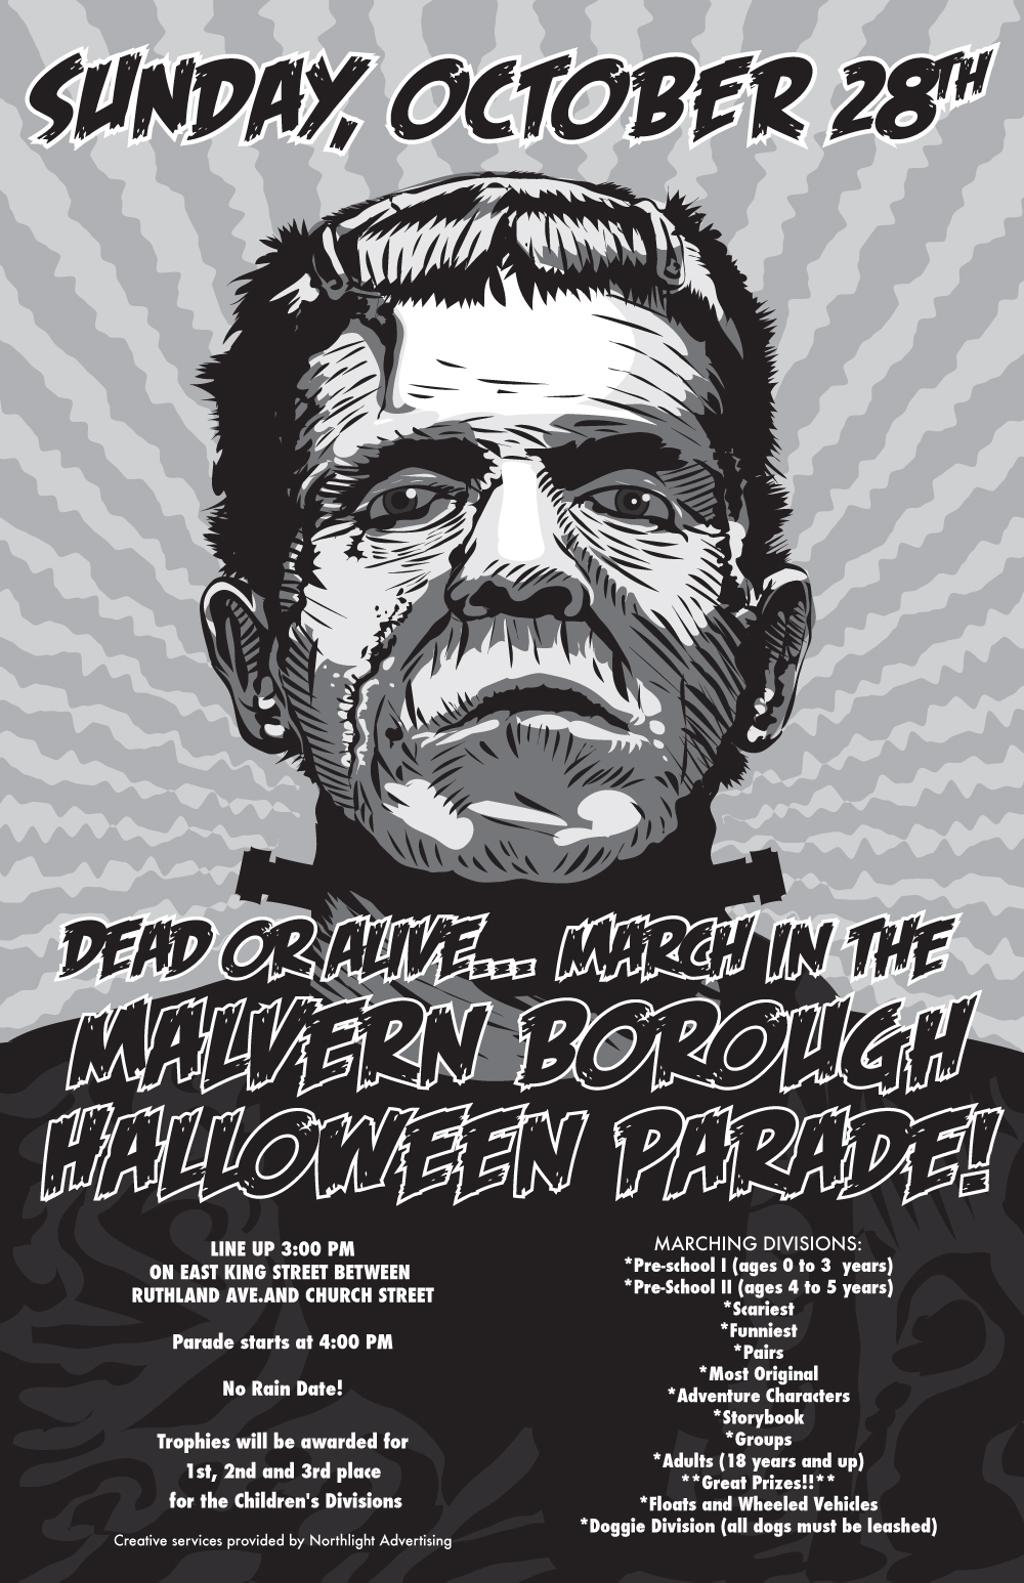 SUNDAY, OCTOBER 28TH
DEAD OR ALIVE... MARCH IN THE
MALVERN BOROUGH
HALLOWEEN PARADE!
LINE UP 3:00 PM
ON EAST KING STREET BETWEEN
RUTHLAND AVE.AND CHURCH STREET
Parade starts at 4:00 PM
No Rain Date!
Trophies will be awarded for
1st, 2nd and 3rd place
for the Children's Divisions
Creative services provided by Northlight Advertising
MARCHING DIVISIONS:
*Pre-school I (ages 0 to 3  years)
*Pre-School II (ages 4 to 5 years)
*Scariest
*Funniest
*Pairs
*Most Original
*Adventure Characters
*Storybook
*Groups
*Adults (18 years and up)
**Great Prizes!!**
*Floats and Wheeled Vehicles
*Doggie Division (all dogs must be leashed)